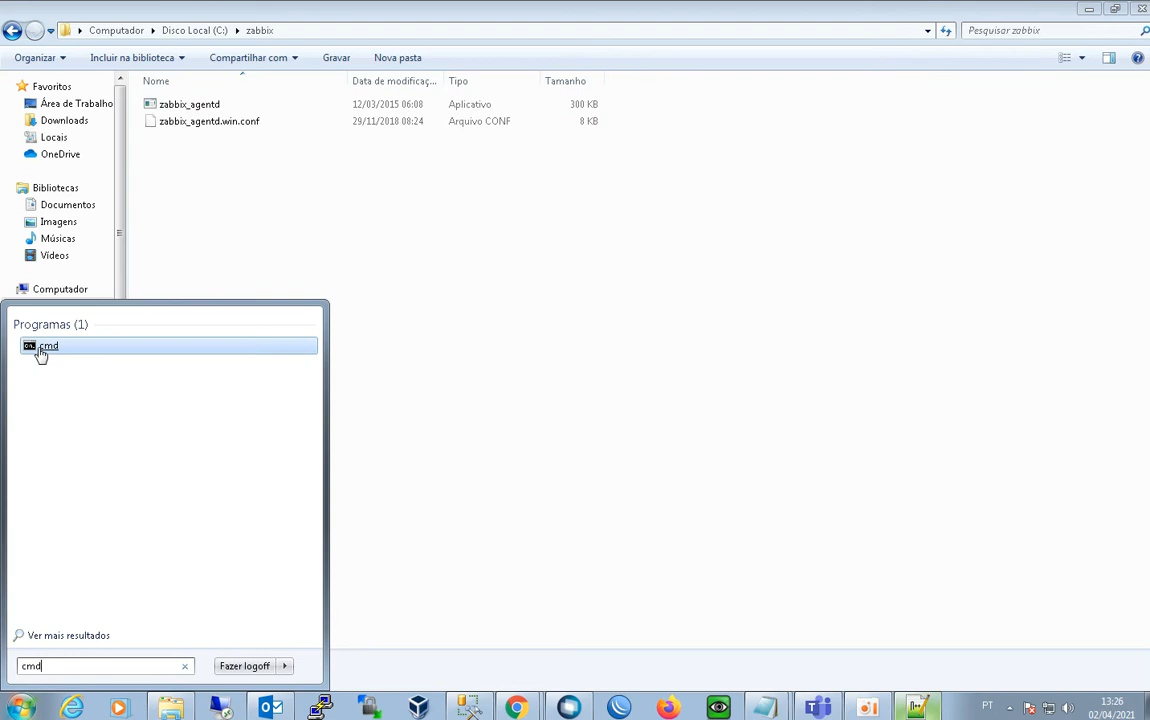 Computador Disco Local (C:) zabbix
Pesquisar zabbix
Organizar Incluir na biblioteca Compartilhar com Gravar Nova pasta
Nome Data de modificaç... Tipo Tamanho
Favoritos
Área de Trabalho
Downloads
Locais
OneDrive
Bibliotecas
Documentos
Imagens
Músicas
Vídeos
Computador
zabbix_agentd 12/03/2015 06:08 Aplicativo 300 KB
zabbix_agentd.win.conf 29/11/2018 08:24 Arquivo CONF 8 KB
Programas (1)
cmd
Ver mais resultados
cmd
Fazer logoff
PT
13:26
02/04/2021